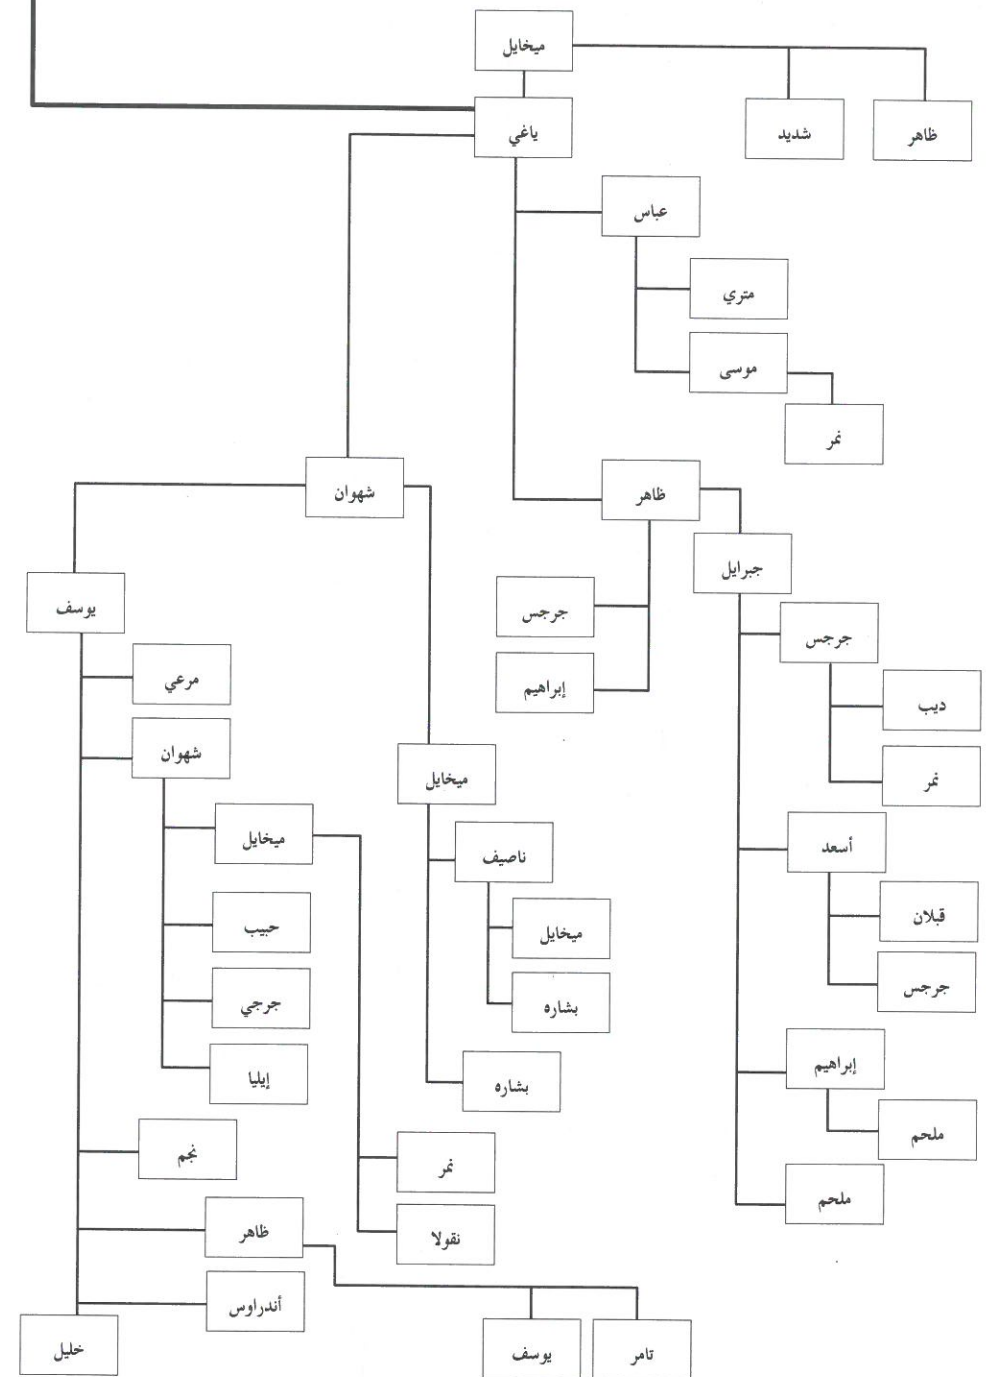 ميخايل
ياغي
شديد
ظاهر
عباس
متري
موسى
نمر
شهوان
ظاهر
جبرايل
يوسف
جرجس
جرجس
مرعي
إبراهيم
ديب
شهوان
ميخايل
نمر
ميخايل
ناصيف
أسعد
حبيب
ميخايل
قبلان
جرجي
بشاره
جرجس
إيليا
بشاره
إبراهيم
نجم
نمر
ملحم
ظاهر
نقولا
ملحم
أندراوس
خليل
يوسف
تامر